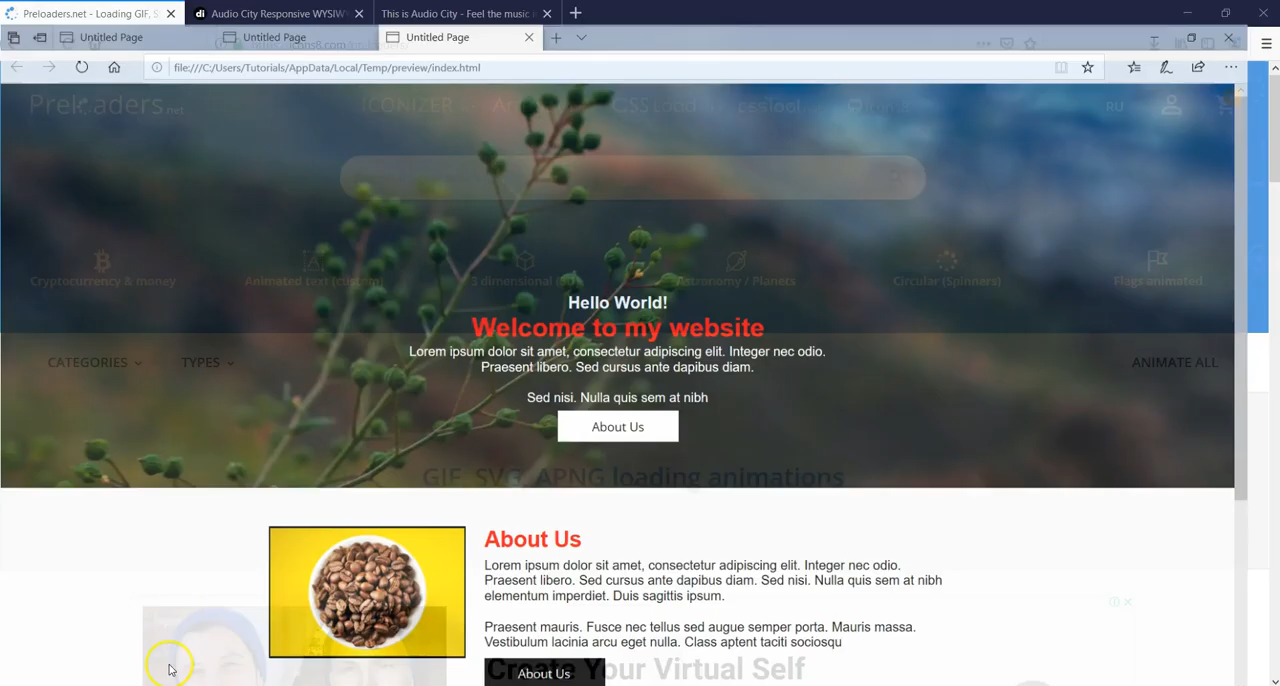 Preloaders.net - Loading GIF, S
Audio City Responsive WYSIW
This is Audio City - Feel the music
Untitled Page
Untitled Page
Untitled Page
file:///C:/Users/Tutorials/AppData/Local/Temp/preview/index.html
Preloaders.net
ICONIZER
RU
Cryptocurrency & money
Animated text (custom)
3 dimensional
Astronomy / Planets
Circular (Spinners)
Flags animated
Hello World!
Welcome to my website
Lorem ipsum dolor sit amet, consectetur adipiscing elit. Integer nec odio.
Praesent libero. Sed cursus ante dapibus diam.
CATEGORIES
TYPES
ANIMATE ALL
Sed nisi. Nulla quis sem at nibh
About Us
GIF, SVG, APNG loading animations
About Us
Lorem ipsum dolor sit amet, consectetur adipiscing elit. Integer nec odio.
Praesent libero. Sed cursus ante dapibus diam. Sed nisi. Nulla quis sem at nibh
elementum imperdiet. Duis sagittis ipsum.
Praesent mauris. Fusce nec tellus sed augue semper porta. Mauris massa.
Vestibulum lacinia arcu eget nulla. Class aptent taciti sociosqu
About Us
Create Your Virtual Self